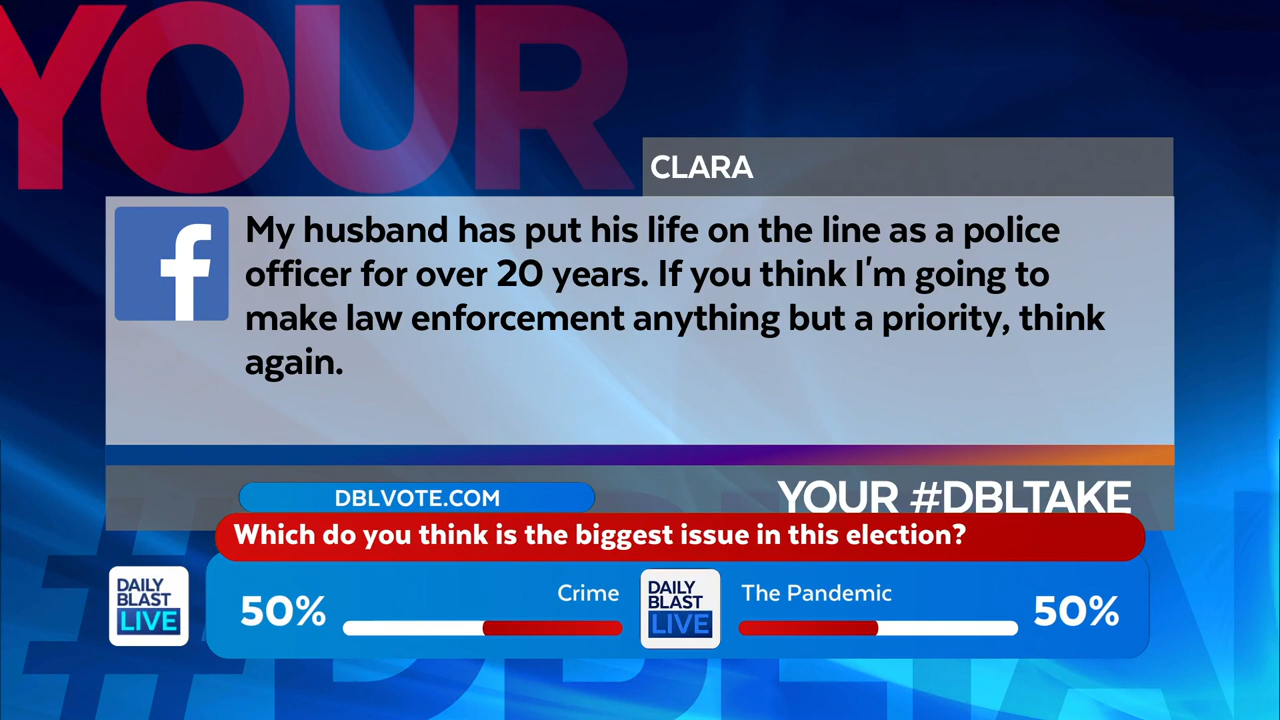 YOUR
CLARA
f
My husband has put his life on the line as a police
officer for over 20 years. If you think I'm going to
make law enforcement anything but a priority, think
again.
DBLVOTE.COM
YOUR #DBLTAKE
Which do you think is the biggest issue in this election?
DAILY
BLAST
LIVE
50%
Crime
DAILY
BLAST
LIVE
The Pandemic
50%